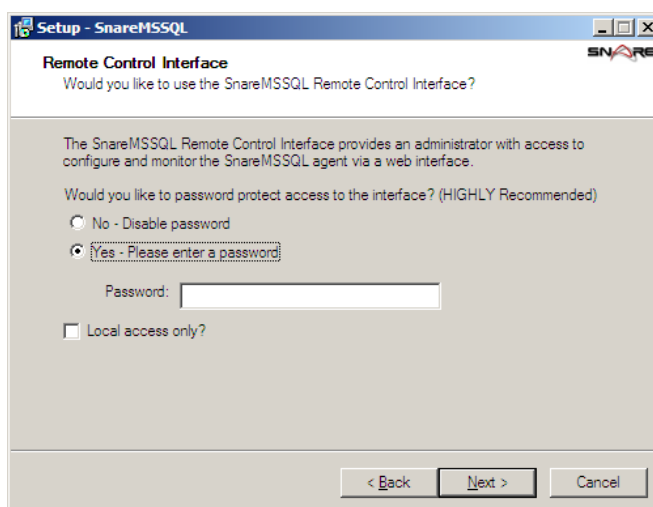 Setup - SnareMSSQL
SNARE
Remote Control Interface
Would you like to use the SnareMSSQL Remote Control Interface?
The SnareMSSQL Remote Control Interface provides an administrator with access to
configure and monitor the SnareMSSQL agent via a web interface.
Would you like to password protect access to the interface? (HIGHLY Recommended)
No - Disable password
Yes - Please enter a password
Password:
Local access only?
< Back
Next >
Cancel